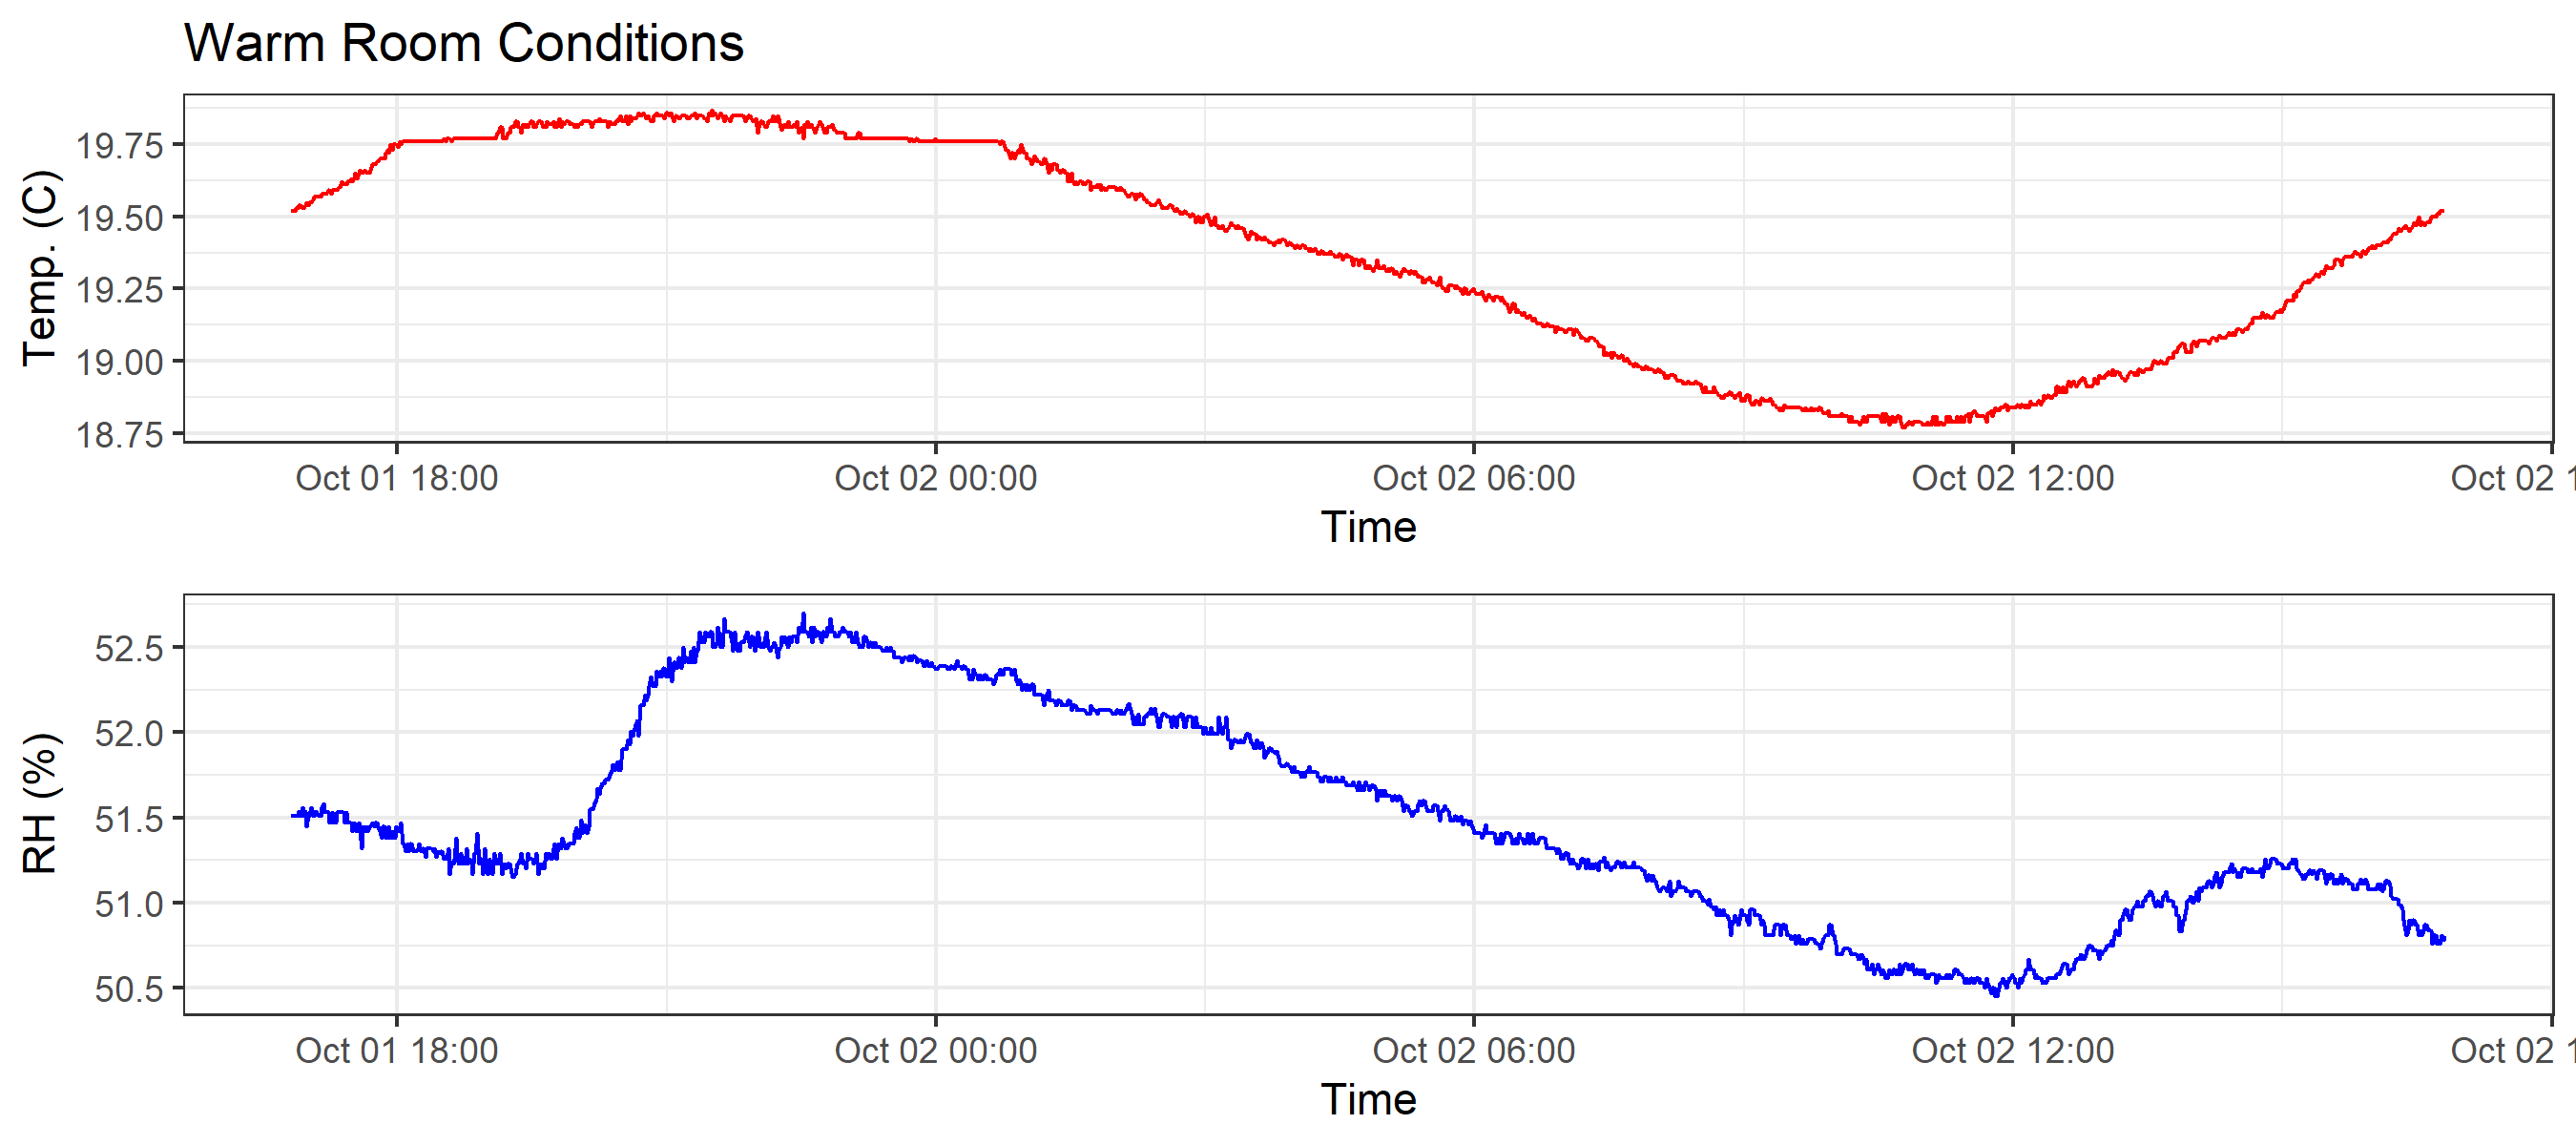 Warm Room Conditions
Temp. (C)
19.75
19.50
19.25
19.00
18.75
Oct 01 18:00 Oct 02 00:00 Oct 02 06:00 Oct 02 12:00 Oct 02 1
Time
RH (%)
52.5
52.0
51.5
51.0
50.5
Oct 01 18:00 Oct 02 00:00 Oct 02 06:00 Oct 02 12:00 Oct 02 1
Time